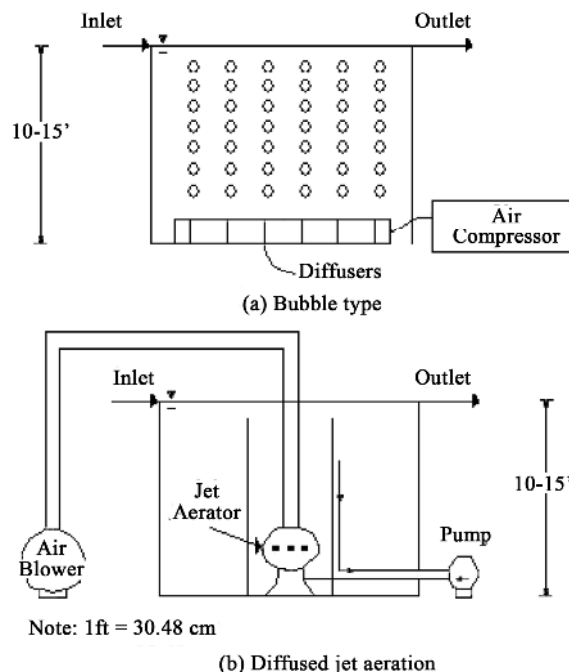 Inlet
Outlet
10-15’
Air
Compressor
Diffusers
(a) Bubble type
Inlet
Outlet
Jet
Aerator
10-15’
Air
Blower
Pump
Note: 1ft = 30.48 cm
(b) Diffused jet aeration